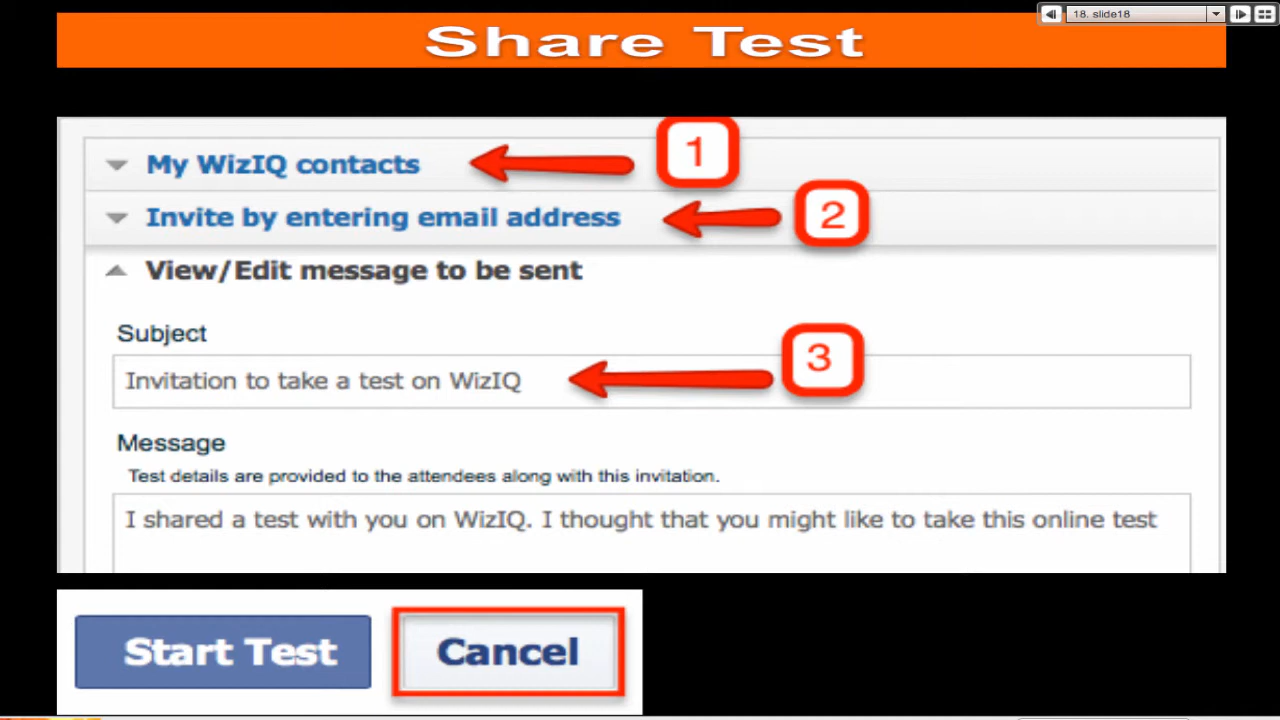 18. slide18
Share Test
My WizIQ contacts
1
Invite by entering email address
2
View/Edit message to be sent
Subject
Invitation to take a test on WizIQ
3
Message
Test details are provided to the attendees along with this invitation.
I shared a test with you on WizIQ. I thought that you might like to take this online test
Start Test
Cancel